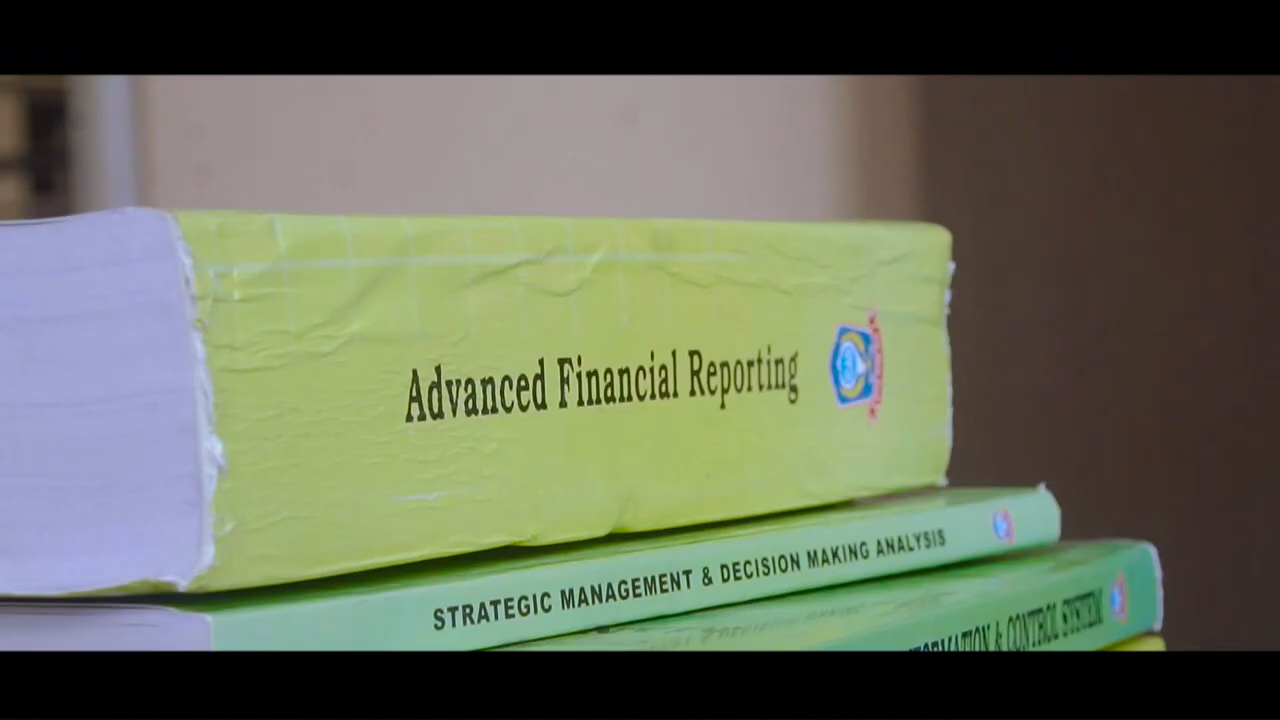 Advanced Financial Reporting
STRATEGIC MANAGEMENT & DECISION MAKING ANALYSIS
& CONTROL SYSTEM